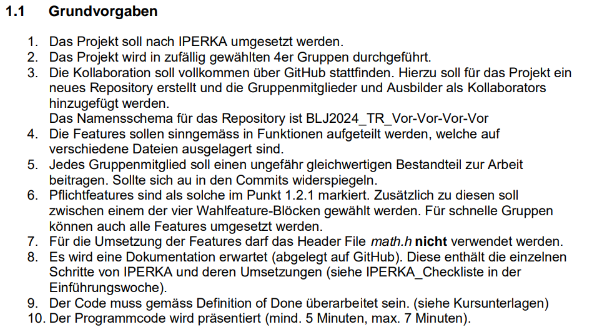 1.1 Grundvorgaben
1. Das Projekt soll nach IPERKA umgesetzt werden.
2. Das Projekt wird in zufällig gewählten 4er Gruppen durchgeführt.
3. Die Kollaboration soll vollkommen über GitHub stattfinden. Hierzu soll für das Projekt ein
neues Repository erstellt und die Gruppenmitglieder und Ausbilder als Kollaborators
hinzugefügt werden.
Das Namensschema für das Repository ist BLJ2024_TR_Vor-Vor-Vor-Vor
4. Die Features sollen sinngemäss in Funktionen aufgeteilt werden, welche auf
verschiedene Dateien ausgelagert sind.
5. Jedes Gruppenmitglied soll einen ungefähr gleichwertigen Bestandteil zur Arbeit
beitragen. Sollte sich au in den Commits widerspiegeln.
6. Pflichtfeatures sind als solche im Punkt 1.2.1 markiert. Zusätzlich zu diesen soll
zwischen einem der vier Wahlfeature-Blöcken gewählt werden. Für schnelle Gruppen
können auch alle Features umgesetzt werden.
7. Für die Umsetzung der Features darf das Header File math.h nicht verwendet werden.
8. Es wird eine Dokumentation erwartet (abgelegt auf GitHub). Diese enthält die einzelnen
Schritte von IPERKA und deren Umsetzungen (siehe IPERKA_Checkliste in der
Einführungswoche).
9. Der Code muss gemäss Definition of Done überarbeitet sein. (siehe Kursunterlagen)
10. Der Programmcode wird präsentiert (mind. 5 Minuten, max. 7 Minuten).